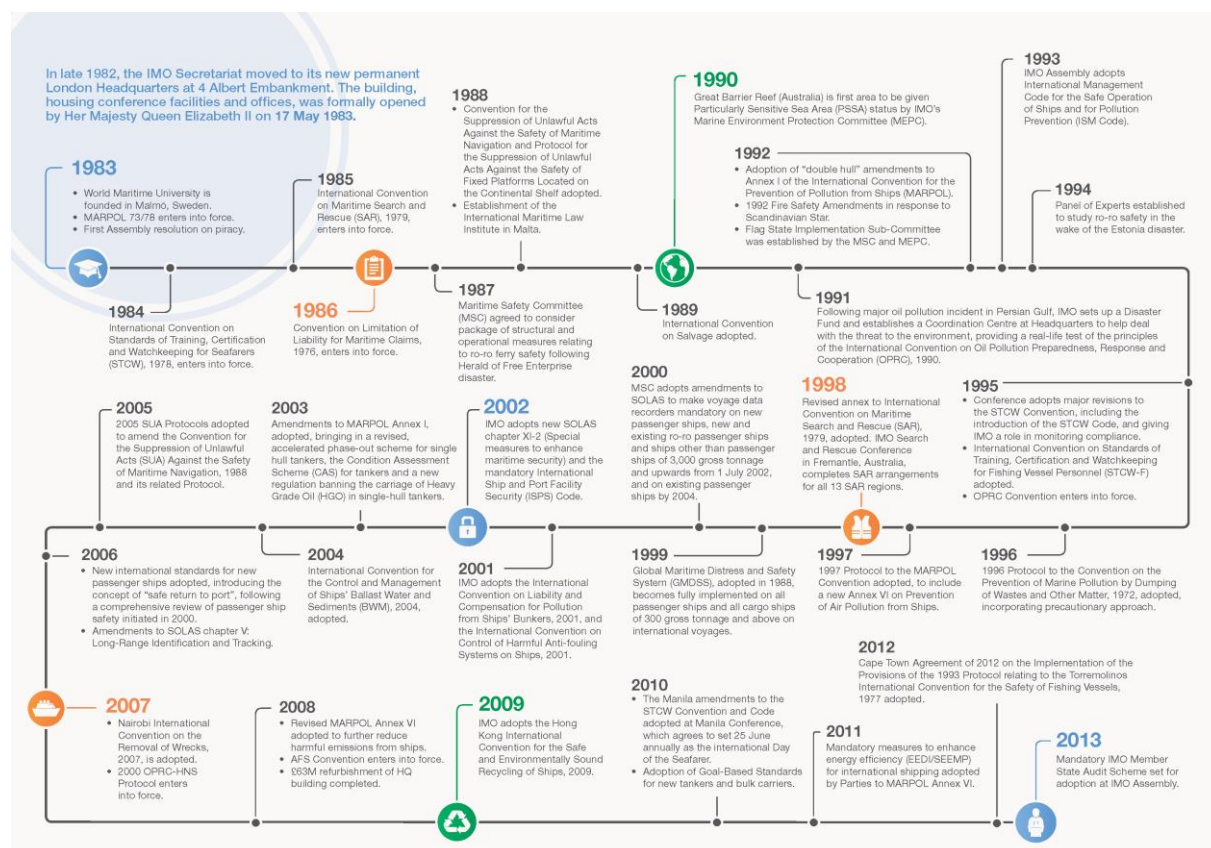 In late 1982, the IMO Secretariat moved to its new permanent
London Headquarters at 4 Albert Embankment. The building,
housing conference facilities and offices, was formally opened
by Her Majesty Queen Elizabeth II on 17 May 1983.
1983
• World Maritime University is
founded in Malmo, Sweden.
• MARPOL 73/78 enters into force.
• First Assembly resolution on piracy.
1984
International Convention on
Standards of Training, Certification
and Watchkeeping for Seafarers
(STCW), 1978, enters into force.
1985
International Convention
on Maritime Search and
Rescue (SAR), 1979,
enters into force.
1986
Convention on Limitation of
Liability for Maritime Claims,
1976, enters into force.
1987
Maritime Safety Committee
(MSC) agreed to consider
package of structural and
operational measures relating
to ro-ro ferry safety following
Herald of Free Enterprise
disaster.
1988
• Convention for the
Suppression of Unlawful Acts
Against the Safety of Maritime
Navigation and Protocol for
the Suppression of Unlawful
Acts Against the Safety of
Fixed Platforms Located on
the Continental Shelf adopted.
• Establishment of the
International Maritime Law
Institute in Malta.
1989
International Convention
on Salvage adopted.
1990
Great Barrier Reef (Australia) is first area to be given
Particularly Sensitive Sea Area (PSSA) status by IMO's
Marine Environment Protection Committee (MEPC).
1991
Following major oil pollution incident in Persian Gulf, IMO sets up a Disaster
Fund and establishes a Coordination Centre at Headquarters to help deal
with the threat to the environment, providing a real-life test of the principles
of the International Convention on Oil Pollution Preparedness, Response and
Cooperation (OPRC), 1990.
1992
• Adoption of "double hull" amendments to
Annex I of the International Convention for the
Prevention of Pollution from Ships (MARPOL).
• 1992 Fire Safety Amendments in response to
Scandinavian Star.
• Flag State Implementation Sub-Committee
was established by the MSC and MEPC.
1993
IMO Assembly adopts
International Management
Code for the Safe Operation
of Ships and for Pollution
Prevention (ISM Code).
1994
Panel of Experts established
to study ro-ro safety in the
wake of the Estonia disaster.
1995
• Conference adopts major revisions to
the STCW Convention, including the
introduction of the STCW Code, and giving
IMO a role in monitoring compliance.
• International Convention on Standards of
Training, Certification and Watchkeeping
for Fishing Vessel Personnel (STCW-F)
adopted.
• OPRC Convention enters into force.
1996
1996 Protocol to the Convention on the
Prevention of Marine Pollution by Dumping
of Wastes and Other Matter, 1972, adopted,
incorporating precautionary approach.
1997
1997 Protocol to the MARPOL
Convention adopted, to include
a new Annex VI on Prevention
of Air Pollution from Ships.
1998
Revised annex to International
Convention on Maritime
Search and Rescue (SAR),
1979, adopted. IMO Search
and Rescue Conference
in Fremantle, Australia,
completes SAR arrangements
for all 13 SAR regions.
1999
Global Maritime Distress and Safety
System (GMDSS), adopted in 1988,
becomes fully implemented on all
passenger ships and all cargo ships
of 300 gross tonnage and above on
international voyages.
2000
MSC adopts amendments to
SOLAS to make voyage data
recorders mandatory on new
passenger ships, new and
existing ro-ro passenger ships
and ships other than passenger
ships of 3,000 gross tonnage
and upwards from 1 July 2002,
and on existing passenger
ships by 2004.
2001
IMO adopts the International
Convention on Liability and
Compensation for Pollution
from Ships' Bunkers, 2001, and
the International Convention on
Control of Harmful Anti-fouling
Systems on Ships, 2001.
2002
IMO adopts new SOLAS
chapter XI-2 (Special
measures to enhance
maritime security) and the
mandatory International
Ship and Port Facility
Security (ISPS) Code.
2003
Amendments to MARPOL Annex I,
adopted, bringing in a revised,
accelerated phase-out scheme for single
hull tankers, the Condition Assessment
Scheme (CAS) for tankers and a new
regulation banning the carriage of Heavy
Grade Oil (HGO) in single-hull tankers.
2004
International Convention for
the Control and Management
of Ships' Ballast Water and
Sediments (BWM), 2004,
adopted.
2005
2005 SUA Protocols adopted
to amend the Convention for
the Suppression of Unlawful
Acts (SUA) Against the Safety
of Maritime Navigation, 1988
and its related Protocol.
2006
• New international standards for new
passenger ships adopted, introducing the
concept of "safe return to port", following
a comprehensive review of passenger ship
safety initiated in 2000.
• Amendments to SOLAS chapter V:
Long-Range Identification and Tracking.
2007
• Nairobi International
Convention on the
Removal of Wrecks,
2007, is adopted.
• 2000 OPRC-HNS
Protocol enters
into force.
2008
• Revised MARPOL Annex VI
adopted to further reduce
harmful emissions from ships.
• AFS Convention enters into force.
• £63M refurbishment of HQ
building completed.
2009
IMO adopts the Hong
Kong International
Convention for the Safe
and Environmentally Sound
Recycling of Ships, 2009.
2010
• The Manila amendments to the
STCW Convention and Code
adopted at Manila Conference,
which agrees to set 25 June
annually as the international Day
of the Seafarer.
• Adoption of Goal-Based Standards
for new tankers and bulk carriers.
2011
Mandatory measures to enhance
energy efficiency (EEDI/SEEMP)
for international shipping adopted
by Parties to MARPOL Annex VI.
2012
Cape Town Agreement of 2012 on the Implementation of the
Provisions of the 1993 Protocol relating to the Torremolinos
International Convention for the Safety of Fishing Vessels,
1977 adopted.
2013
Mandatory IMO Member
State Audit Scheme set for
adoption at IMO Assembly.